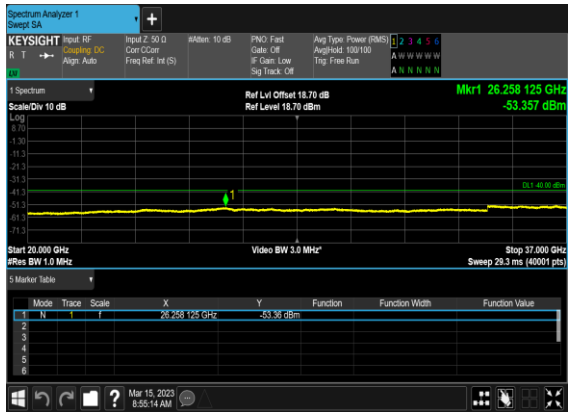 Spectrum Analyzer 1
Swept SA
+
KEYSIGHT Input: RF Input Z: 50 Ω #Atten: 10 dB PNO: Fast Avg Type: Power (RMS) 1 2 3 4 5 6
R T Coupling: DC Corr CCorr Gate: Off Avg|Hold: 100/100 A W W W W W
Align: Auto Freq Ref: Int (S) IF Gain: Low Trig: Free Run
LXI Sig Track: Off A N N N N N
1 Spectrum Ref Lvl Offset 18.70 dB Mkr1 26.258 125 GHz
Scale/Div 10 dB Ref Level 18.70 dBm -53.357 dBm
Log
8.70
-1.30
-11.3
-21.3
-31.3
DL1 -40.00 dBm
-41.3
1
-51.3
-61.3
-71.3
Start 20.000 GHz Video BW 3.0 MHz* Stop 37.000 GHz
#Res BW 1.0 MHz Sweep 29.3 ms (40001 pts)
5 Marker Table
Mode Trace Scale X Y Function Function Width Function Value
1 N 1 f 26.258 125 GHz -53.36 dBm
2
3
4
5
6
? Mar 15, 2023
8:55:14 AM